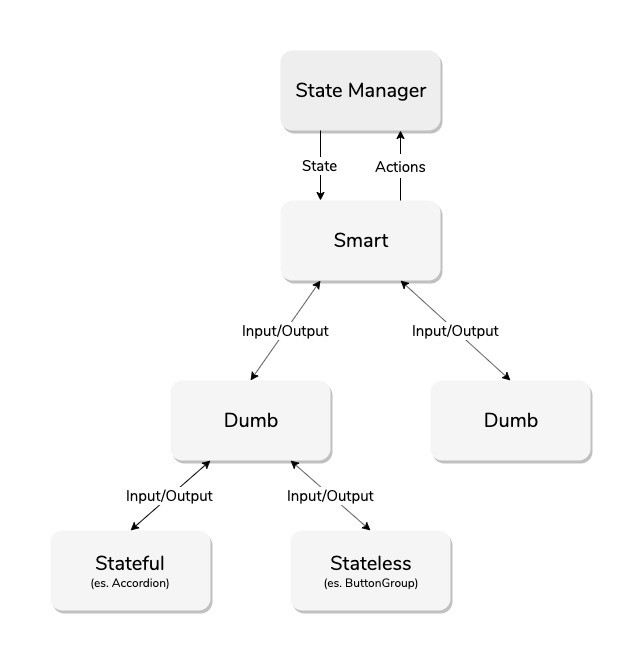 State Manager
State
Actions
Smart
Input/Output
Input/Output
Dumb
Dumb
Input/Output
Input/Output
Stateful
(es. Accordion)
Stateless
(es. ButtonGroup)